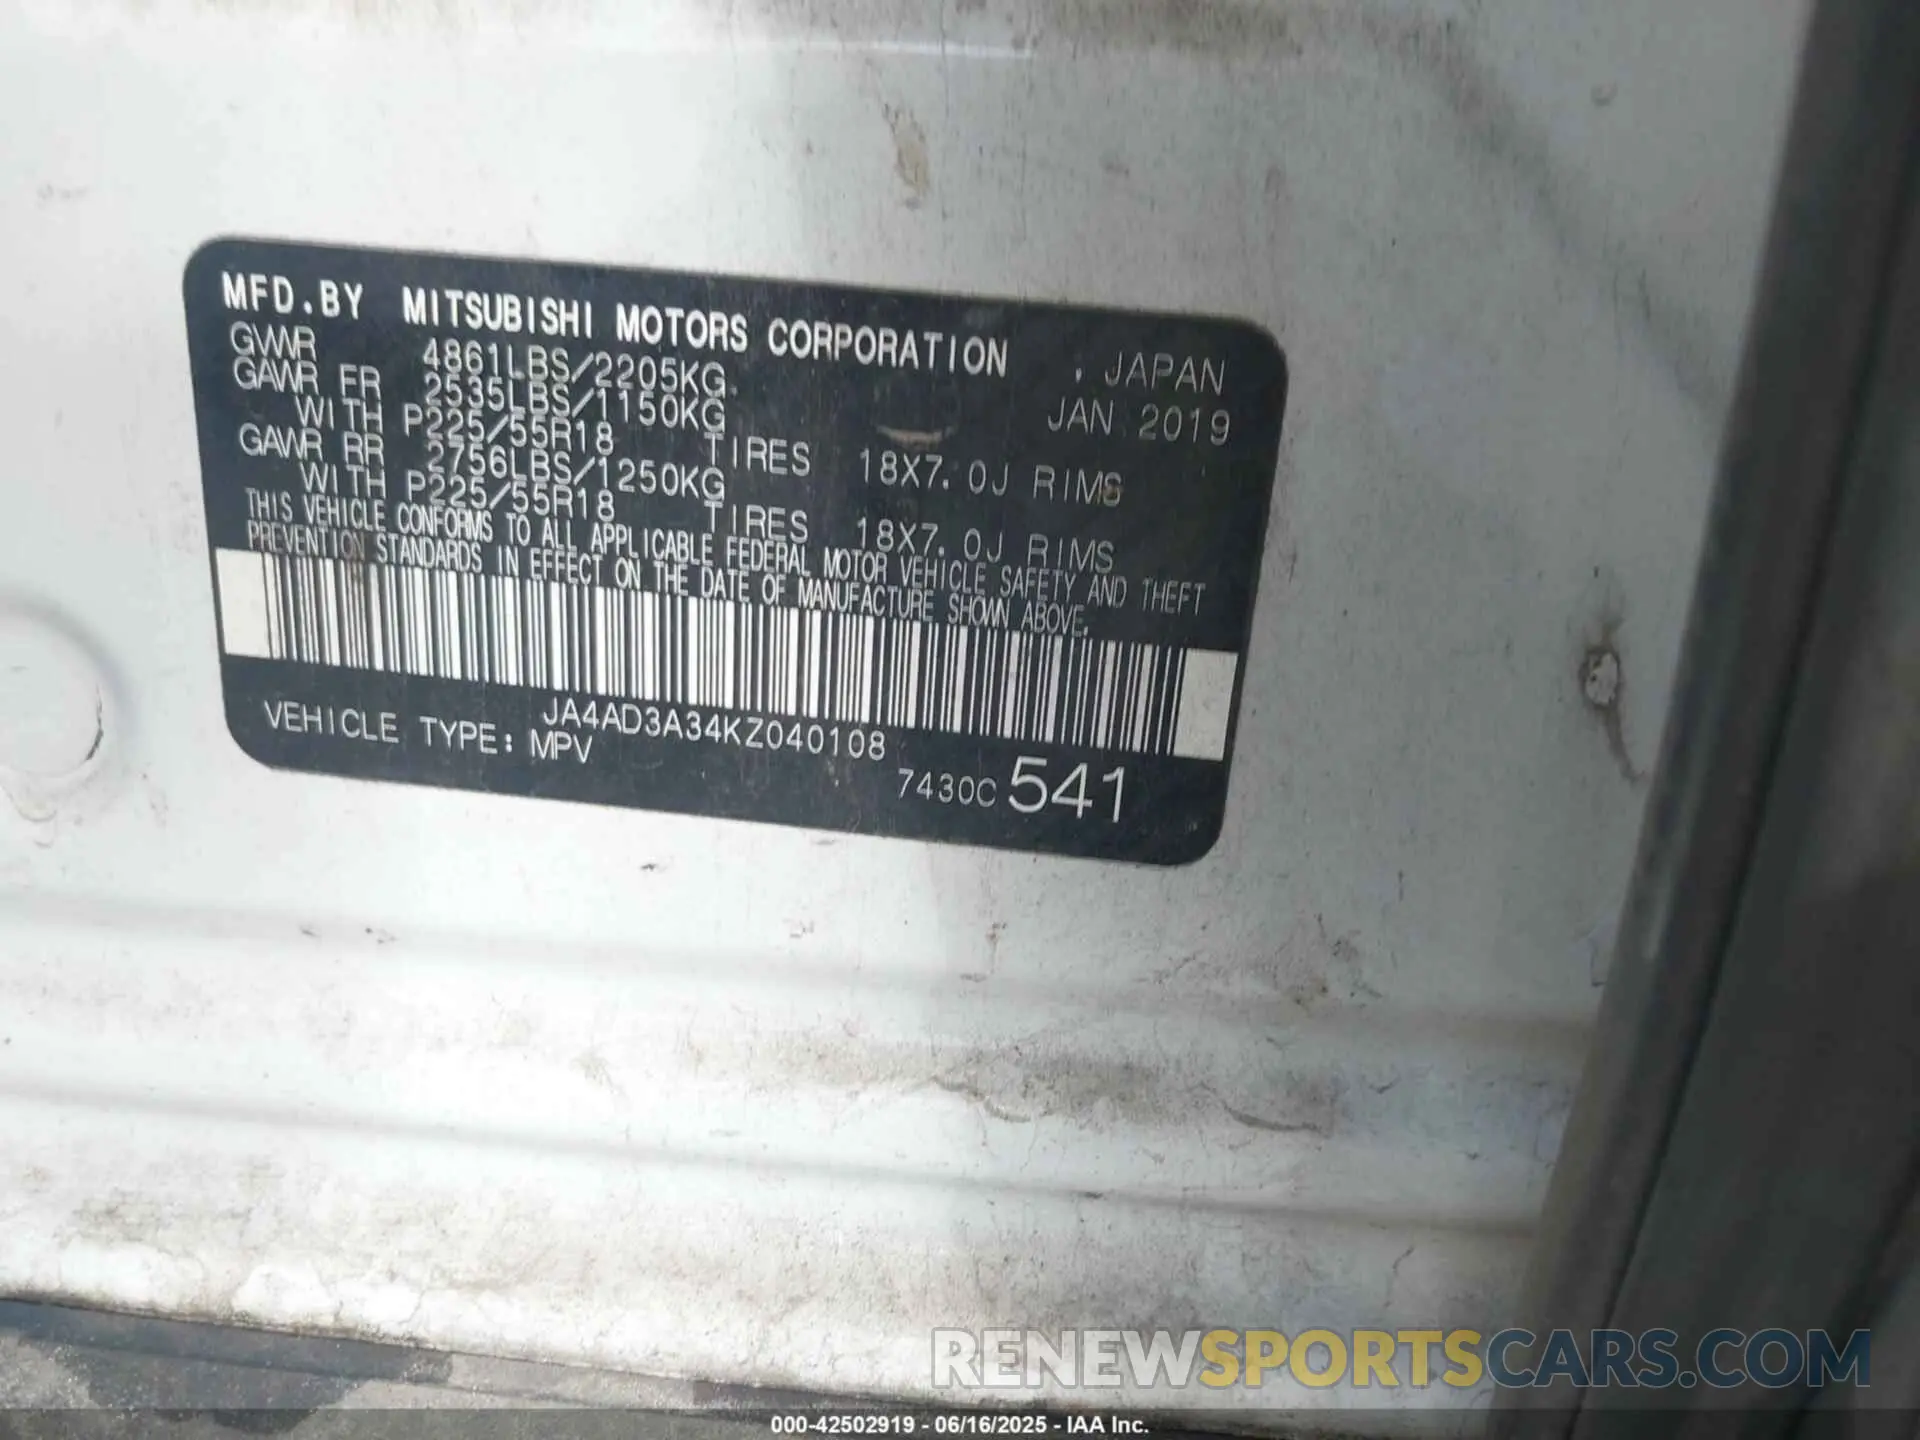 MFD.BY MITSUBISHI MOTORS CORPORATION , JAPAN
GVWR 4861LBS/2205KG. JAN 2019
GAWR FR 2535LBS/1150KG
WITH P225/55R18 TIRES 18X7.0J RIMS
GAWR RR 2756LBS/1250KG
WITH P225/55R18 TIRES 18X7.0J RIMS
THIS VEHICLE CONFORMS TO ALL APPLICABLE FEDERAL MOTOR VEHICLE SAFETY AND THEFT
PREVENTION STANDARDS IN EFFECT ON THE DATE OF MANUFACTURE SHOWN ABOVE.
JA4AD3A34KZ040108
VEHICLE TYPE: MPV
7430C 541
RENEWSPORTSCARS.COM
000-42502919 - 06/16/2025 - IAA Inc.